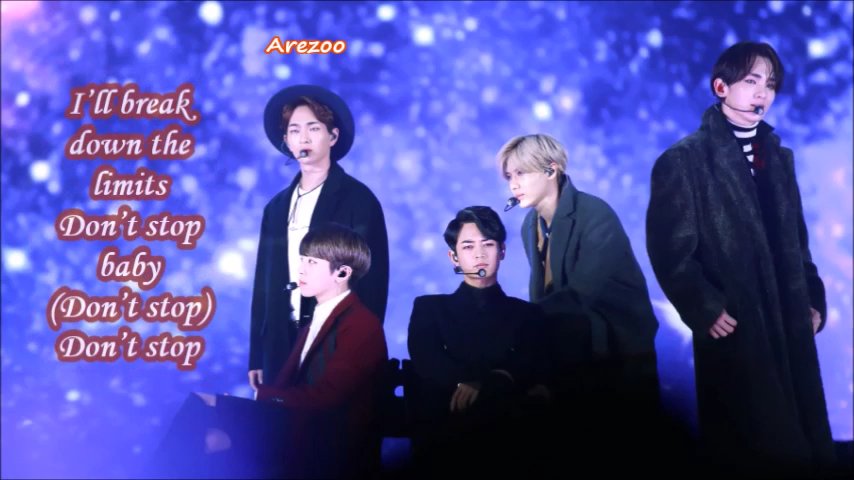 Arezoo
I'll break
down the
limits
Don't stop
baby
(Don't stop)
Don't stop